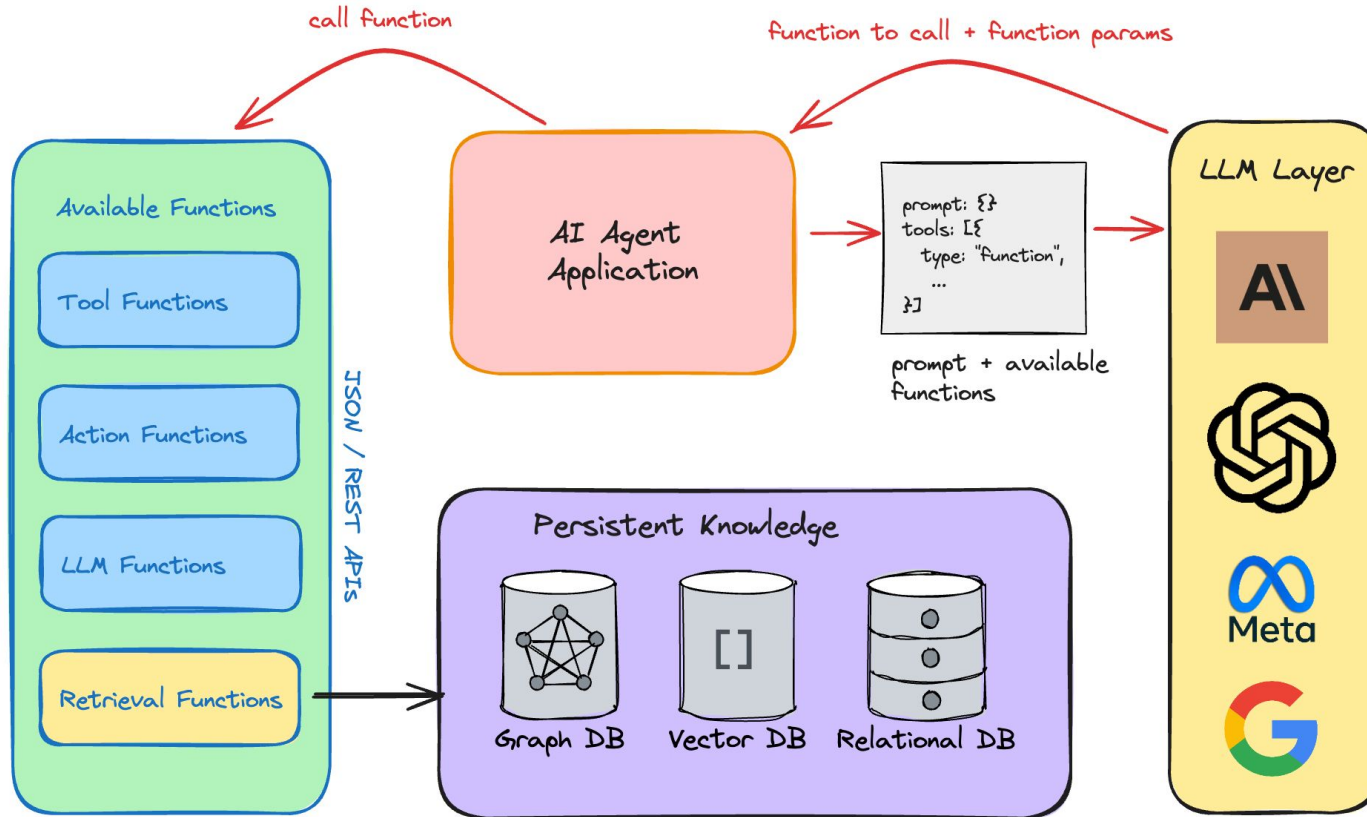 call function
function to call + function params
Available Functions
Tool Functions
Action Functions
LLM Functions
Retrieval Functions
JSON / REST APIs
AI Agent
Application
prompt: {}
tools: [{
type: "function",
...
}]
prompt + available
functions
Persistent Knowledge
[]
Graph DB
Vector DB
Relational DB
LLM Layer
A\
Meta
G